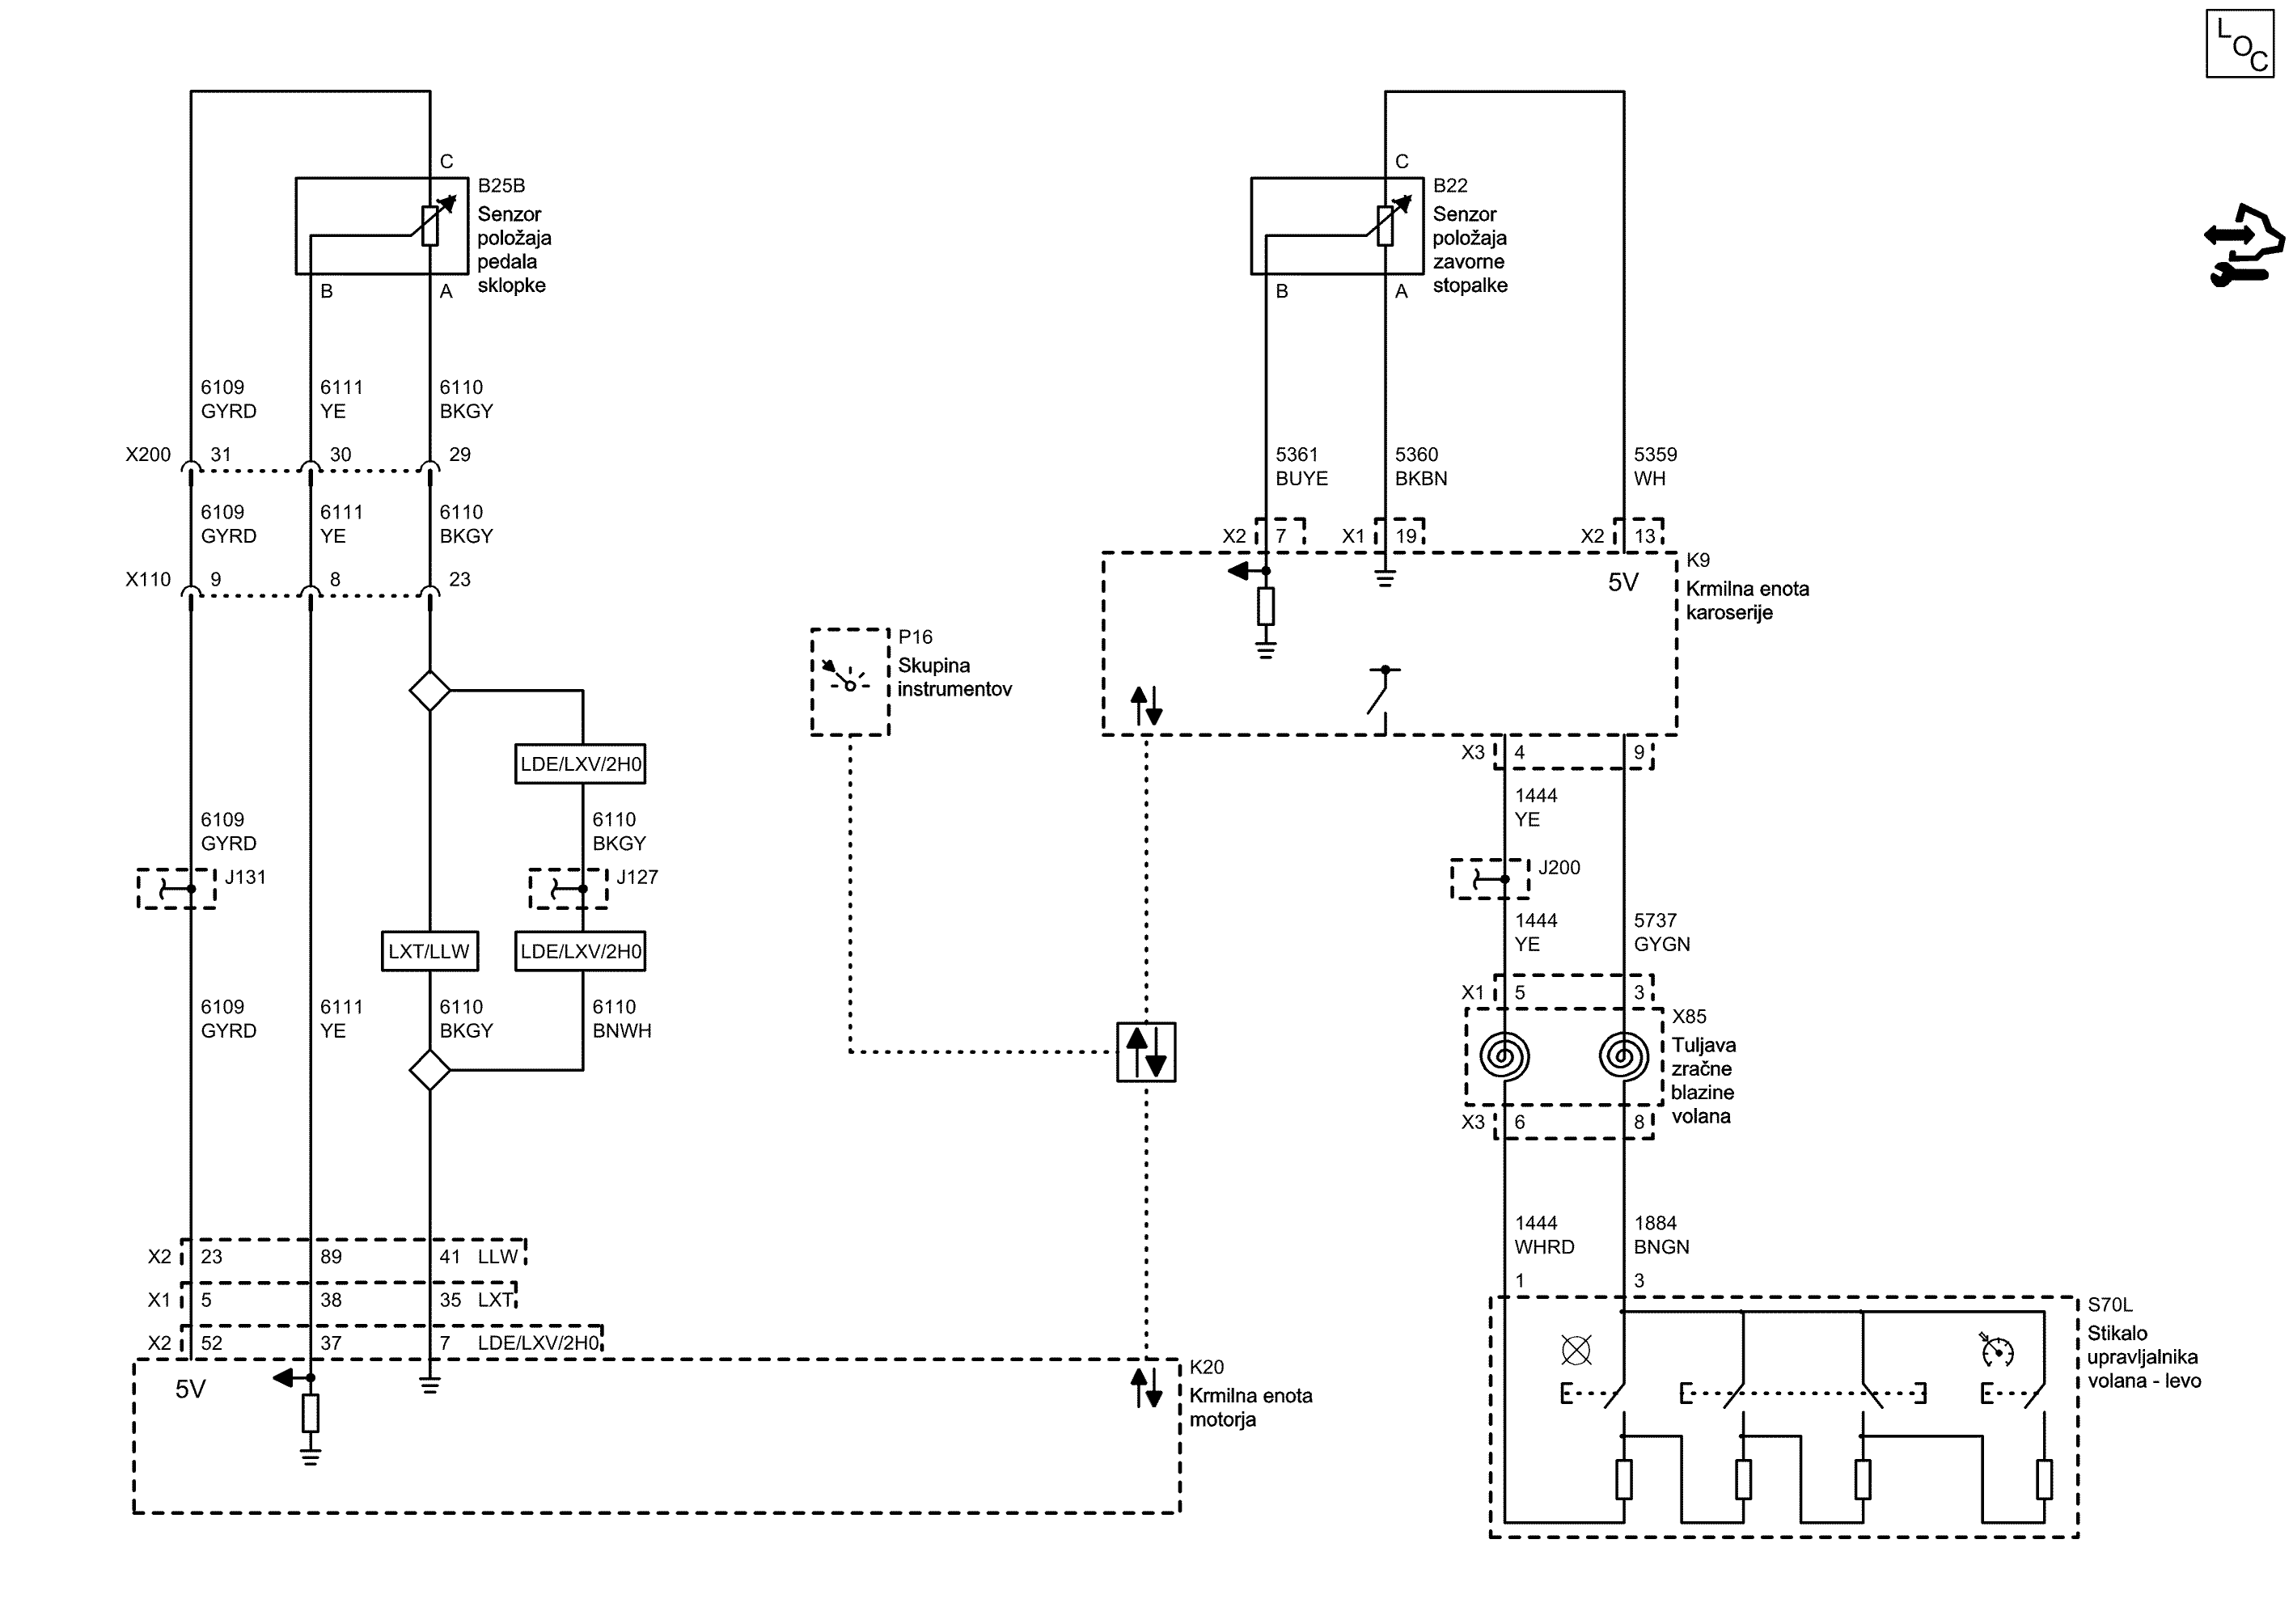 LOC
C
B25B
Senzor
položaja
pedala
sklopke
B A
C
B22
Senzor
položaja
zavorne
stopalke
B A
6109 6111 6110
GYRD YE BKGY
X200 31 30 29
6109 6111 6110
GYRD YE BKGY
X110 9 8 23
5361 5360 5359
BUYE BKBN WH
X2 7 X1 19 X2 13
K9
Krmilna enota
karoserije
5V
P16
Skupina
instrumentov
LDE/LXV/2H0
6109 6110
GYRD BKGY
J131 J127
LXT/LLW LDE/LXV/2H0
6109 6111 6110 6110
GYRD YE BKGY BNWH
X3 4 9
1444
YE
J200
1444 5737
YE GYGN
X1 5 3
X85
Tuljava
zračne
blazine
volana
X3 6 8
1444 1884
WHRD BNGN
1 3
X2 23 89 41 LLW
X1 5 38 35 LXT
X2 52 37 7 LDE/LXV/2H0
5V
K20
Krmilna enota
motorja
S70L
Stikalo
upravljalnika
volana - levo